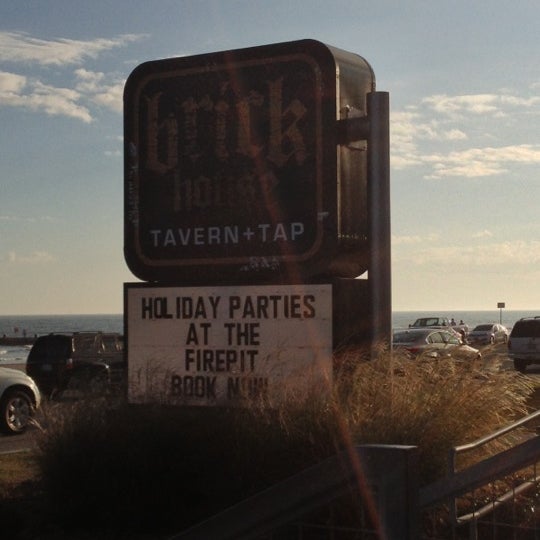 brick
house
TAVERN+TAP
HOLIDAY PARTIES
AT THE
FIREPIT
BOOK NOW